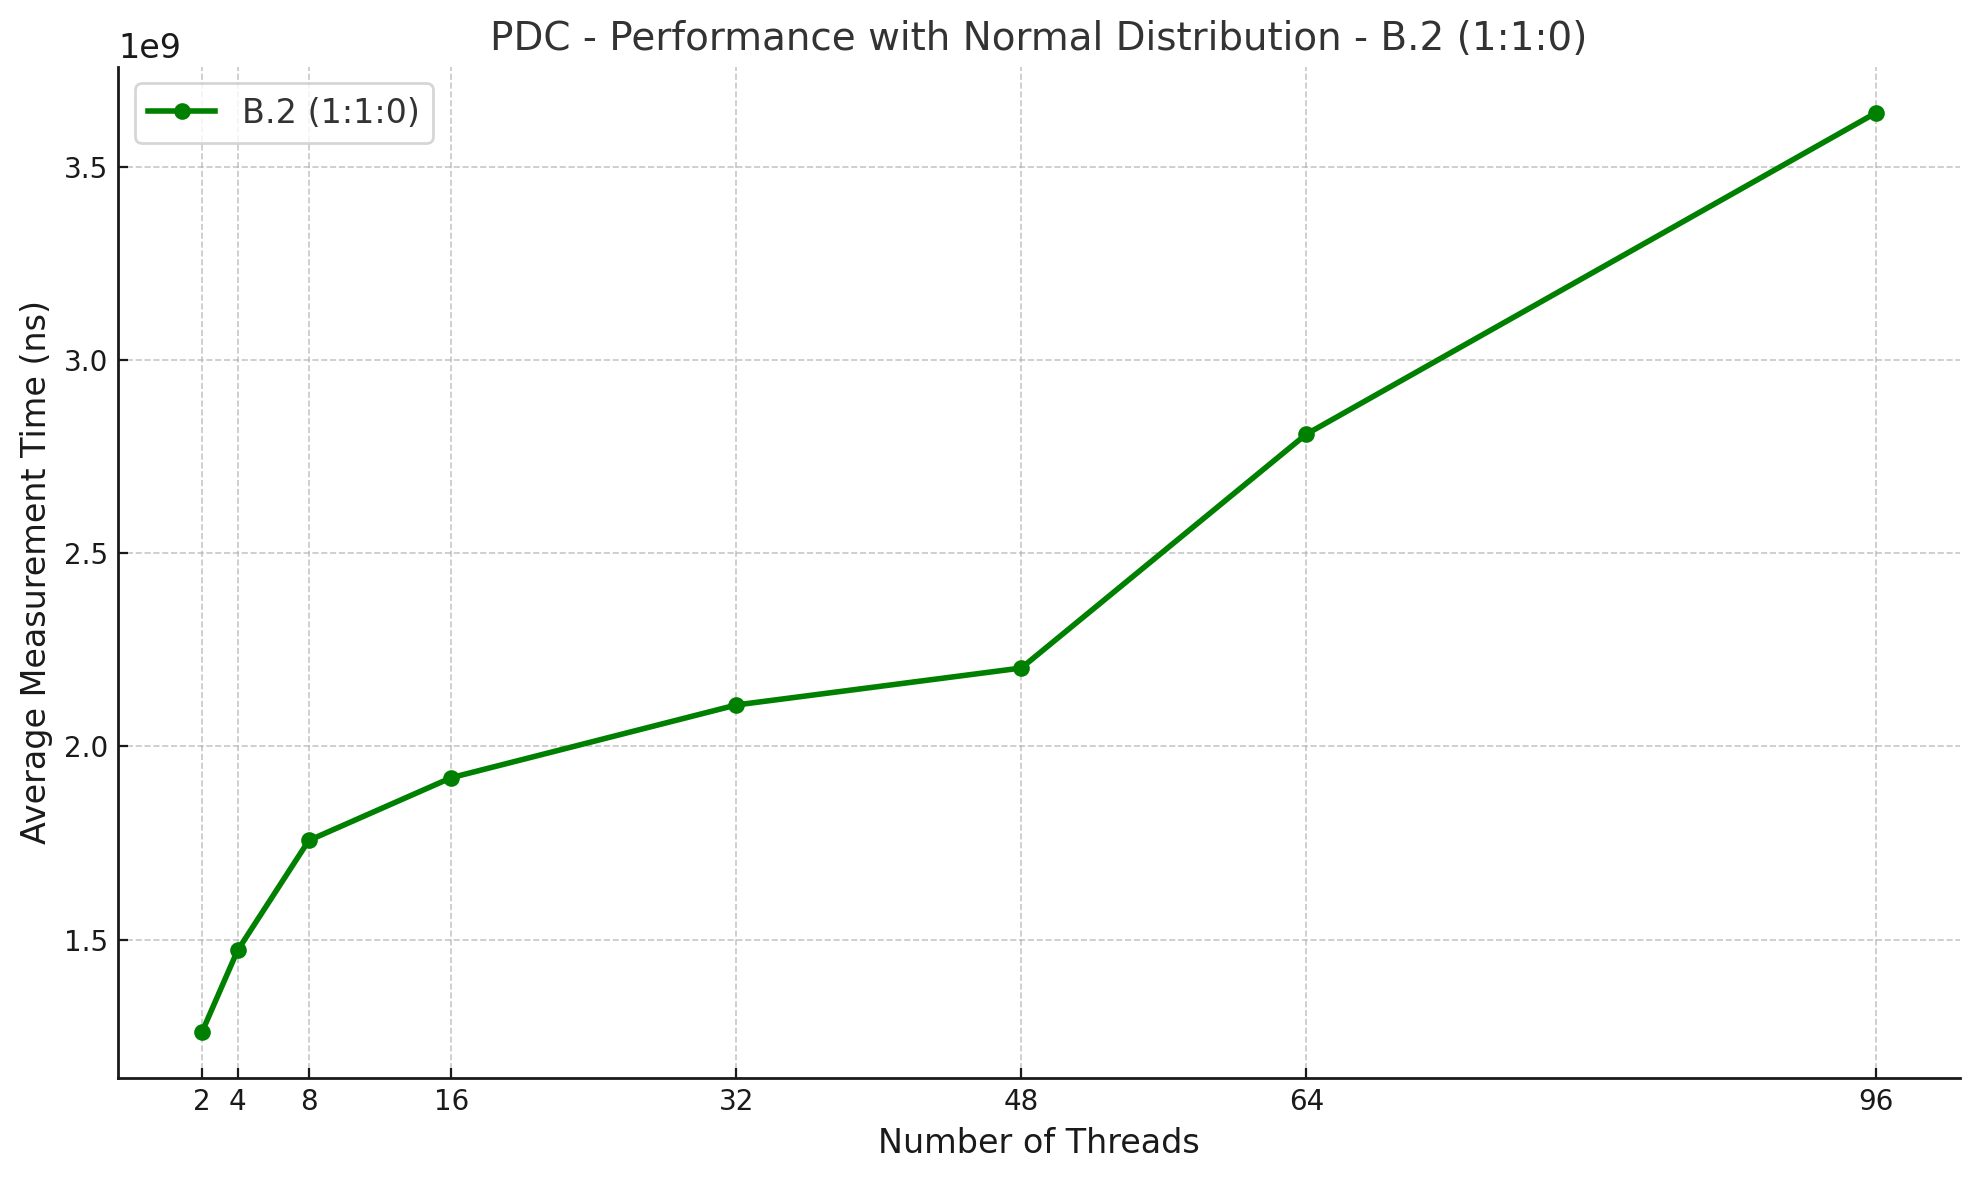 PDC - Performance with Normal Distribution - B.2 (1:1:0)
1e9
B.2 (1:1:0)
3.5
3.0
2.5
2.0
1.5
Average Measurement Time (ns)
2 4 8 16 32 48 64 96
Number of Threads